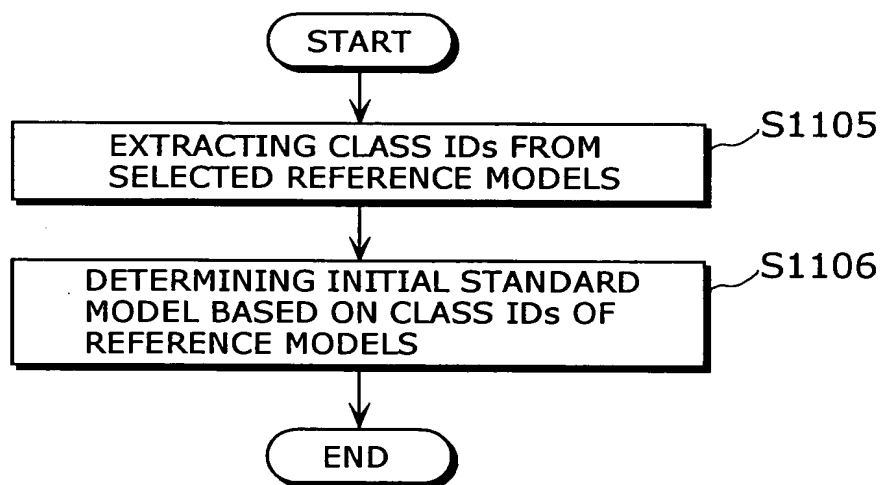 START
EXTRACTING CLASS IDs FROM
SELECTED REFERENCE MODELS
S1105
DETERMINING INITIAL STANDARD
MODEL BASED ON CLASS IDs OF
REFERENCE MODELS
S1106
END